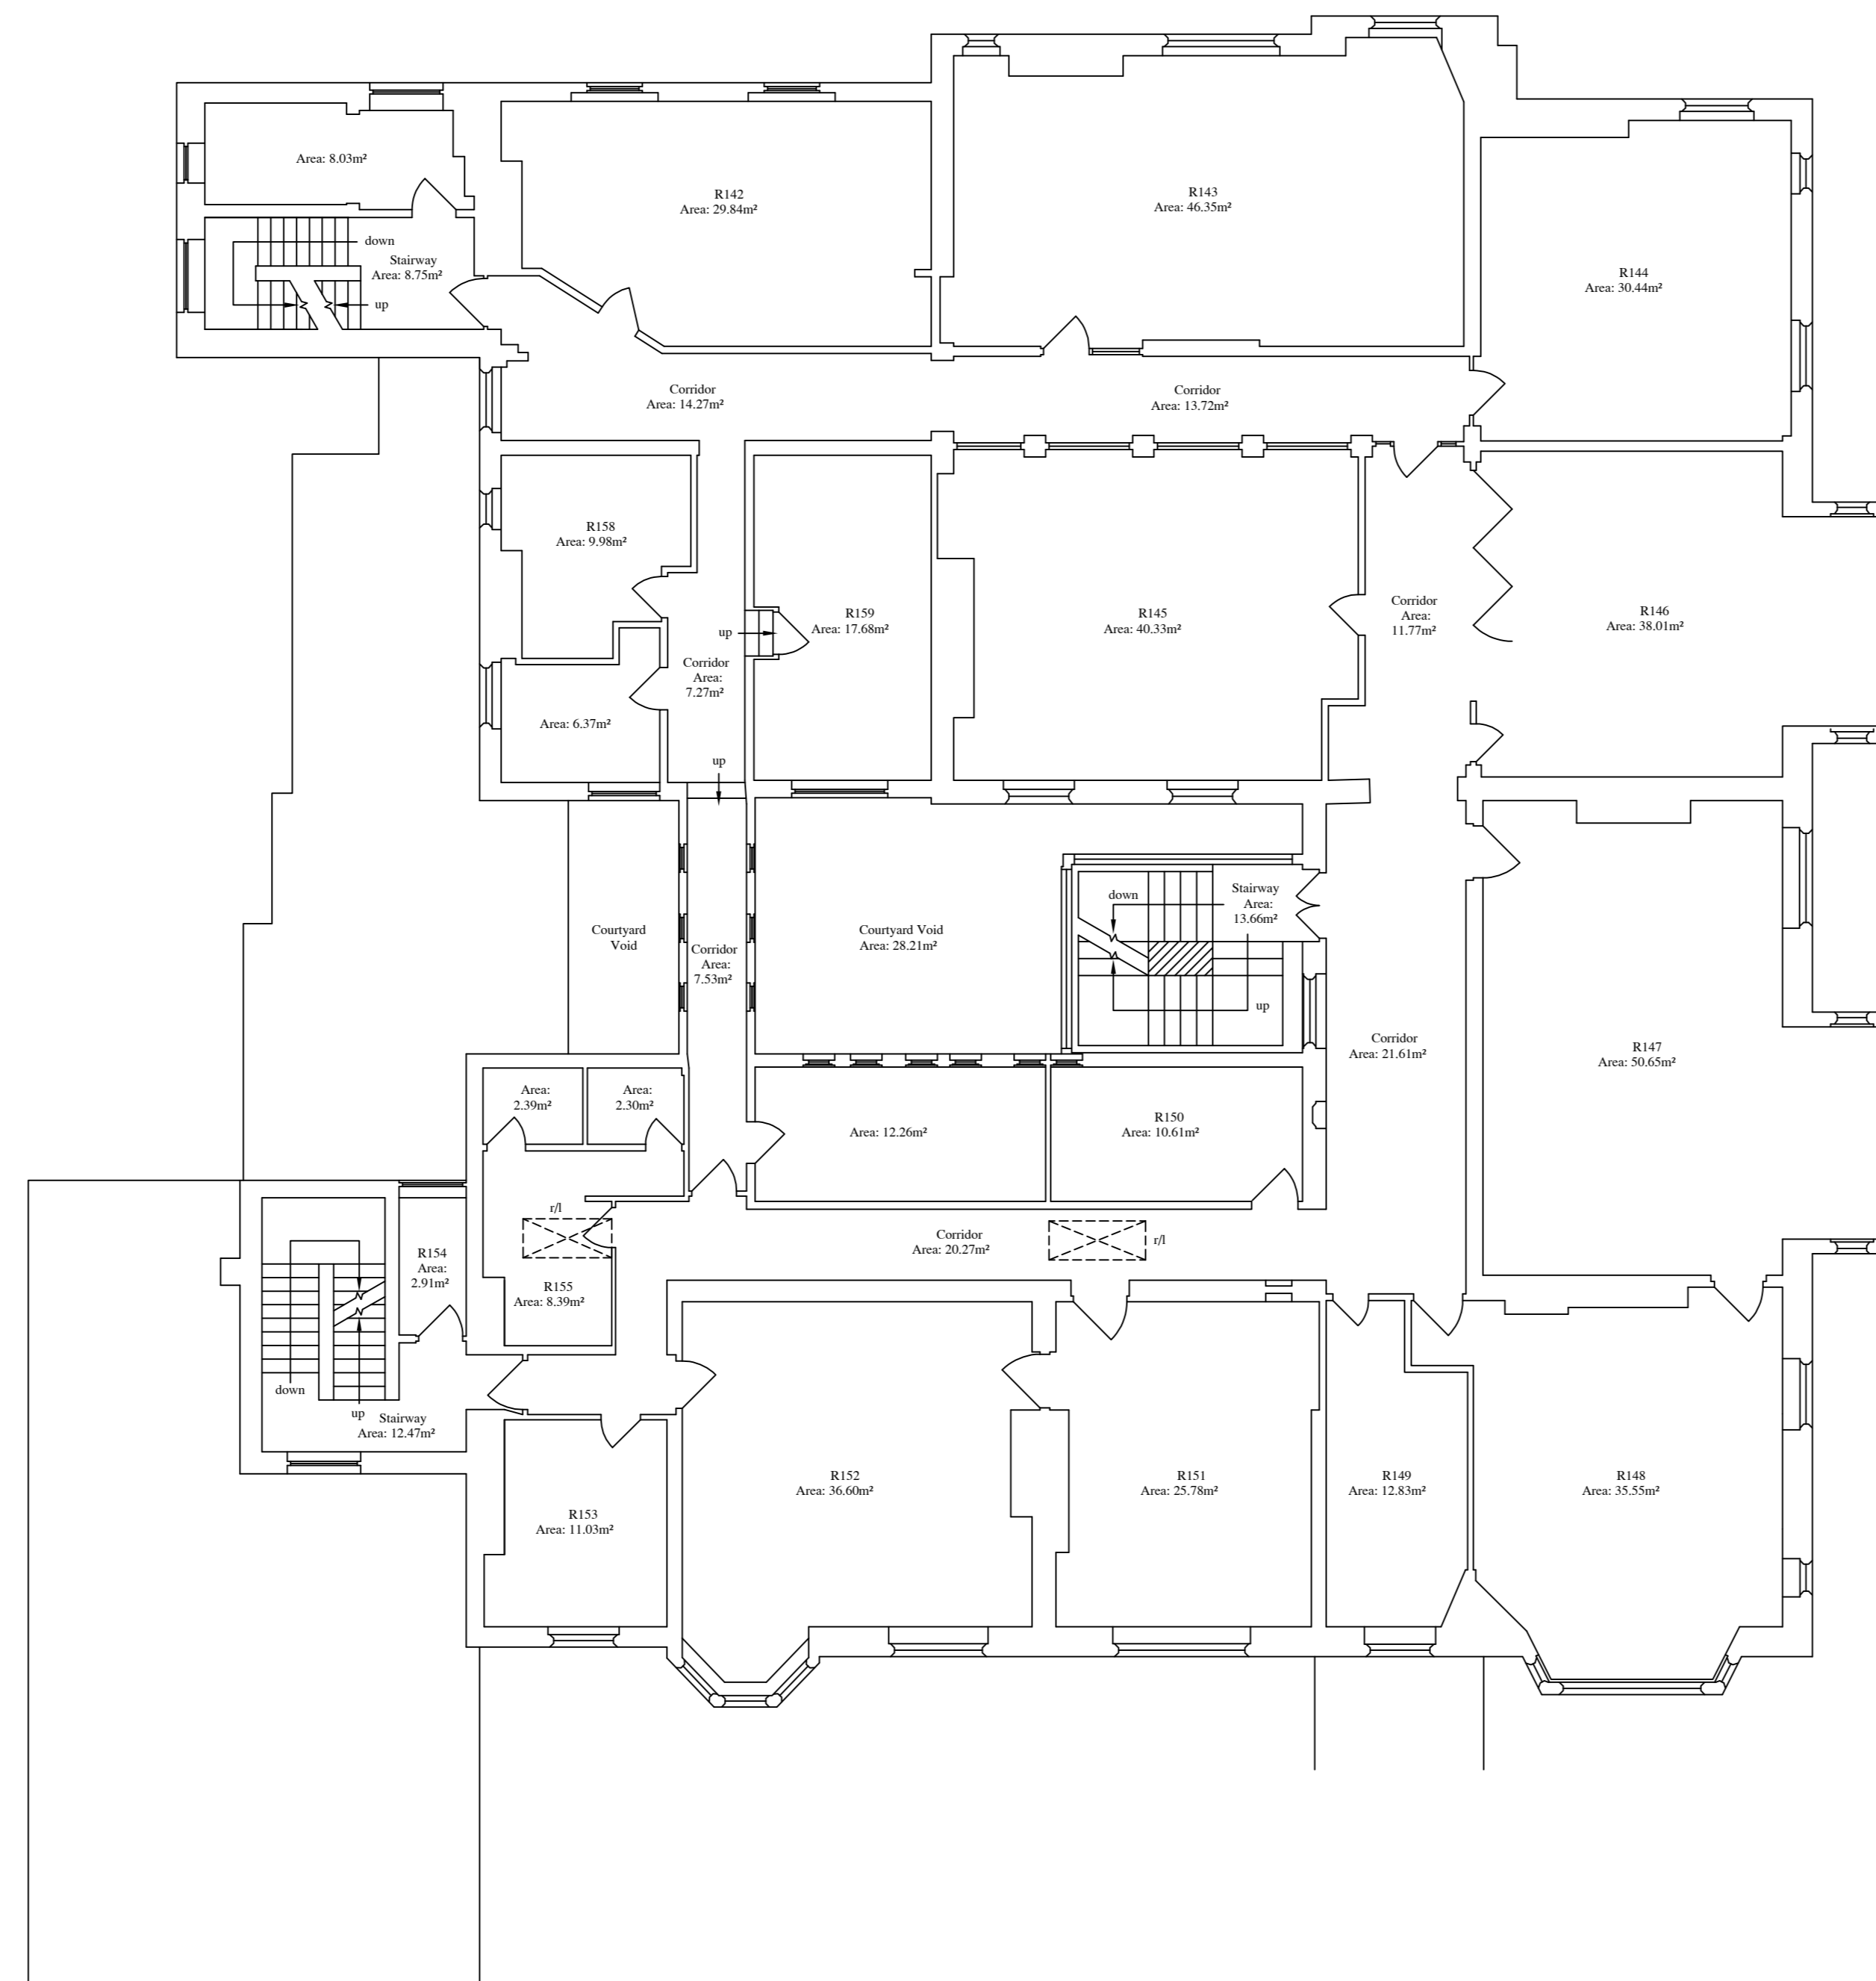 Area: 8.03m²
R142
Area: 29.84m²
R143
Area: 46.35m²
down
Stairway
Area: 8.75m²
up
R144
Area: 30.44m²
Corridor
Area: 14.27m²
Corridor
Area: 13.72m²
R158
Area: 9.98m²
R159
Area: 17.68m²
up
R145
Area: 40.33m²
Corridor
Area:
11.77m²
R146
Area: 38.01m²
Corridor
Area:
7.27m²
Area: 6.37m²
up
Courtyard
Void
Corridor
Area:
7.53m²
Courtyard Void
Area: 28.21m²
down
Stairway
Area:
13.66m²
up
Corridor
Area: 21.61m²
R147
Area: 50.65m²
Area:
2.39m²
Area:
2.30m²
Area: 12.26m²
R150
Area: 10.61m²
r/l
R154
Area:
2.91m²
R155
Area: 8.39m²
Corridor
Area: 20.27m²
r/l
down
up
Stairway
Area: 12.47m²
R153
Area: 11.03m²
R152
Area: 36.60m²
R151
Area: 25.78m²
R149
Area: 12.83m²
R148
Area: 35.55m²